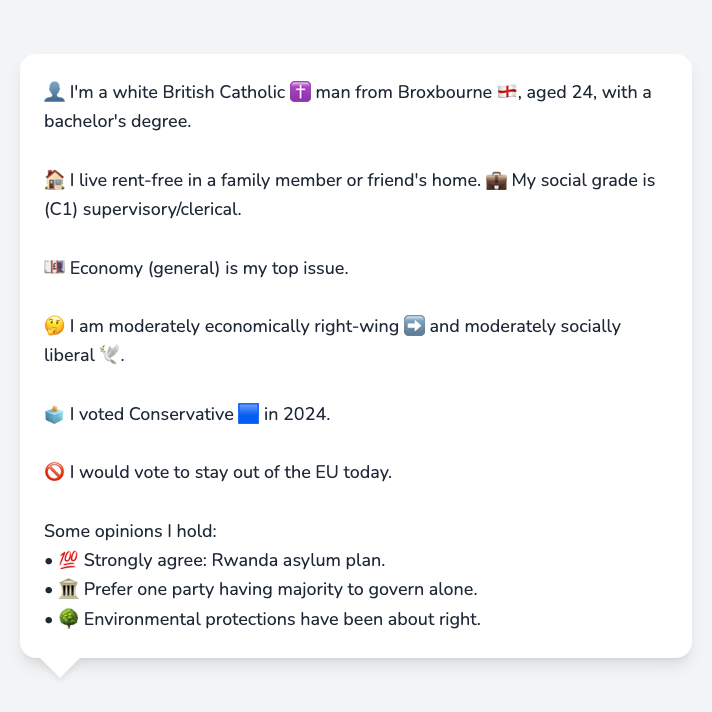 👤 I'm a white British Catholic ✝️ man from Broxbourne 🏴󠁧󠁢󠁥󠁮󠁧󠁿, aged 24, with a
bachelor's degree.
🏠 I live rent-free in a family member or friend's home. 💼 My social grade is
(C1) supervisory/clerical.
💷 Economy (general) is my top issue.
🤔 I am moderately economically right-wing ➡️ and moderately socially
liberal 🕊️.
🗳️ I voted Conservative 🟦 in 2024.
🚫 I would vote to stay out of the EU today.
Some opinions I hold:
• 💯 Strongly agree: Rwanda asylum plan.
• 🏛️ Prefer one party having majority to govern alone.
• 🌳 Environmental protections have been about right.